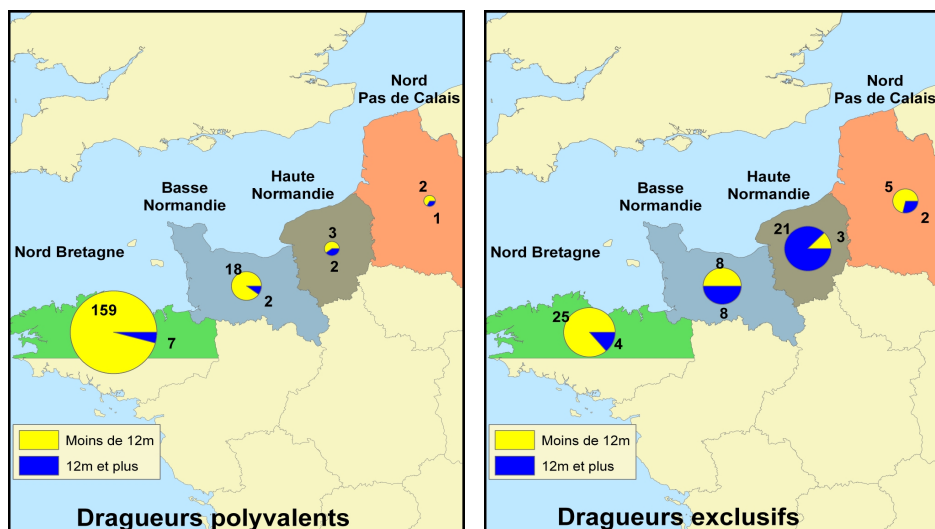 Nord
Pas de Calais
2
1
Haute
Normandie
3
2
Basse
Normandie
18
2
Nord Bretagne
159
7
Moins de 12m
12m et plus
Dragueurs polyvalents
Nord
Pas de Calais
5
2
Haute
Normandie
21
3
Basse
Normandie
8
8
Nord Bretagne
25
4
Moins de 12m
12m et plus
Dragueurs exclusifs